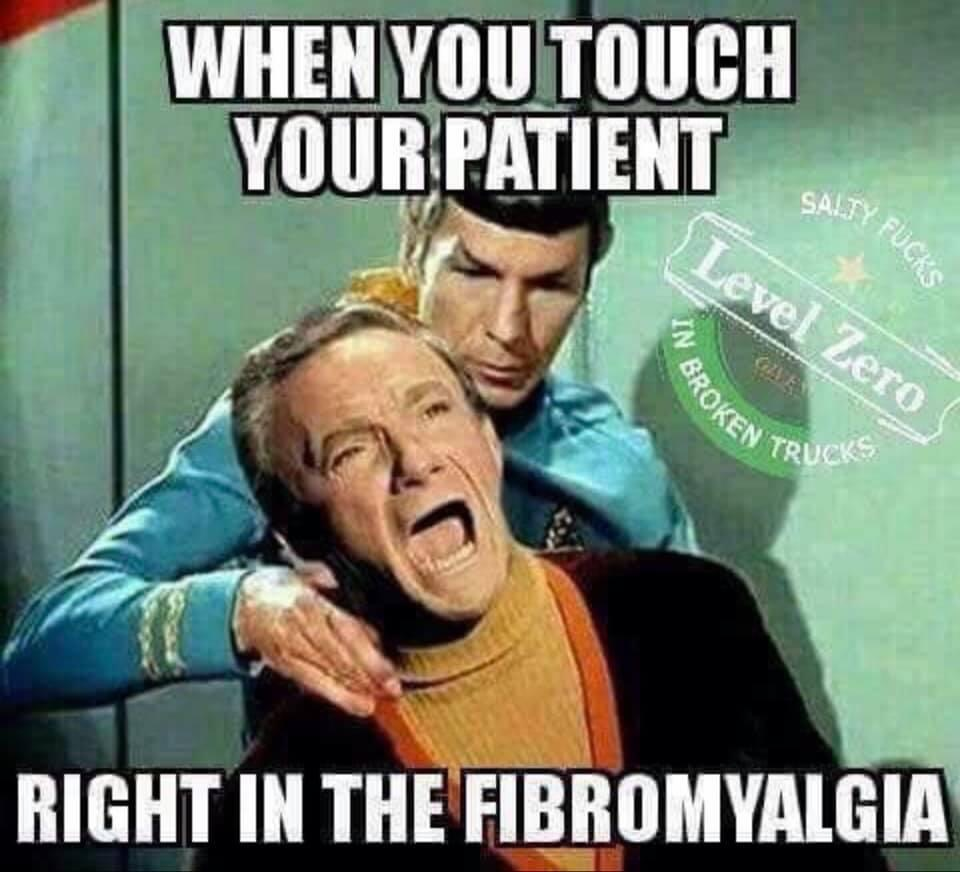 WHEN YOU TOUCH
YOUR PATIENT
SALTY FUCKS
Level Zero
IN BROKEN TRUCKS
RIGHT IN THE FIBROMYALGIA